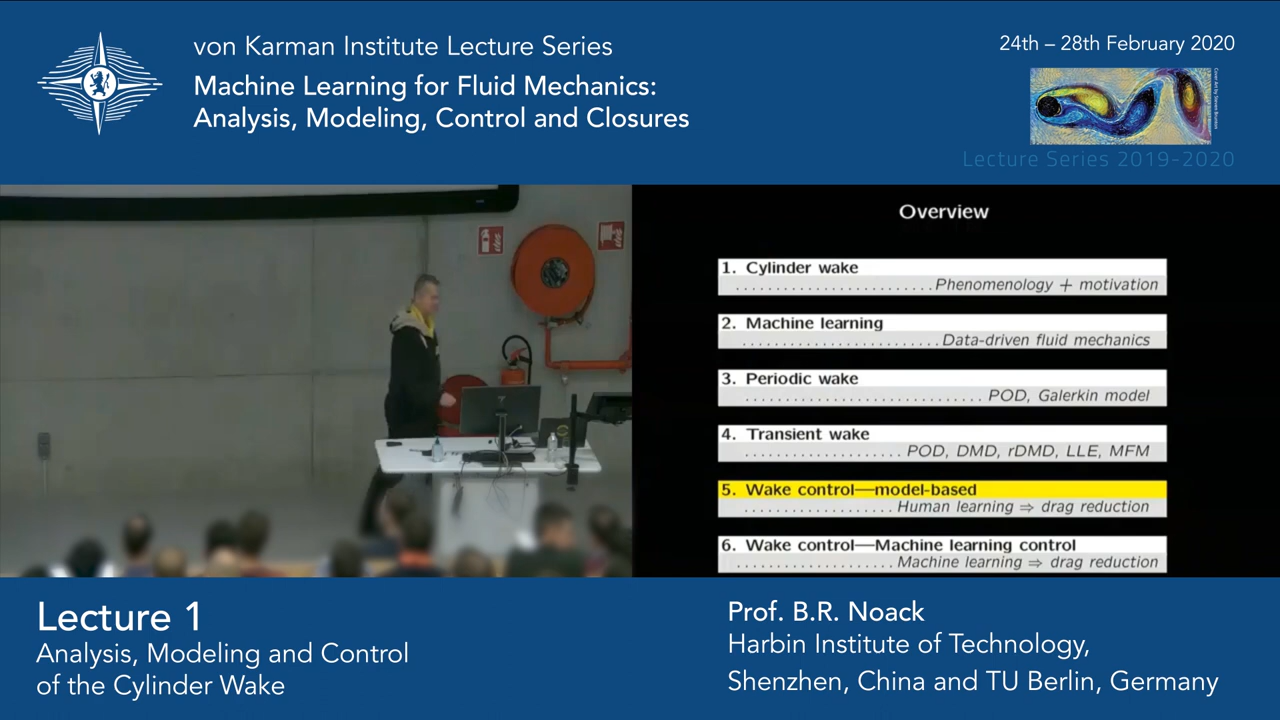 von Karman Institute Lecture Series
Machine Learning for Fluid Mechanics:
Analysis, Modeling, Control and Closures
24th – 28th February 2020
Lecture Series 2019-2020
Overview
1. Cylinder wake
.........................Phenomenology + motivation
2. Machine learning
.........................Data-driven fluid mechanics
3. Periodic wake
............................. POD, Galerkin model
4. Transient wake
.................... POD, DMD, rDMD, LLE, MFM
5. Wake control—model-based
...................Human learning ⇒ drag reduction
6. Wake control—Machine learning control
...................Machine learning ⇒ drag reduction
Lecture 1
Analysis, Modeling and Control
of the Cylinder Wake
Prof. B.R. Noack
Harbin Institute of Technology,
Shenzhen, China and TU Berlin, Germany